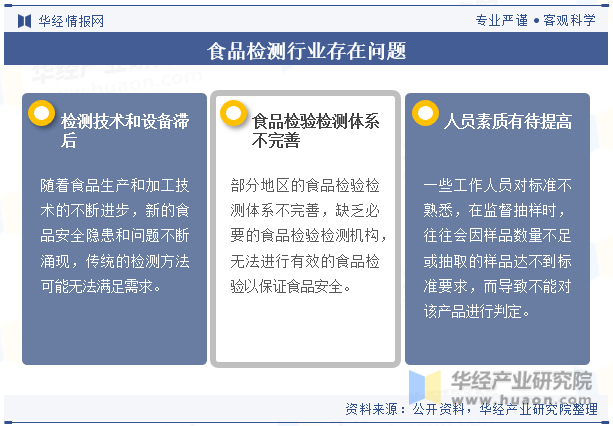 华经情报网
专业严谨 ● 客观科学
食品检测行业存在问题
检测技术和设备滞
后
随着食品生产和加工技
术的不断进步，新的食
品安全隐患和问题不断
涌现，传统的检测方法
可能无法满足需求。
食品检验检测体系
不完善
部分地区的食品检验检
测体系不完善，缺乏必
要的食品检验检测机构，
无法进行有效的食品检
验以保证食品安全。
人员素质有待提高
一些工作人员对标准不
熟悉，在监督抽样时，
往往会因样品数量不足
或抽取的样品达不到标
准要求，而导致不能对
该产品进行判定。
华经产业研究院
www.huaon.com
资料来源：公开资料，华经产业研究院整理